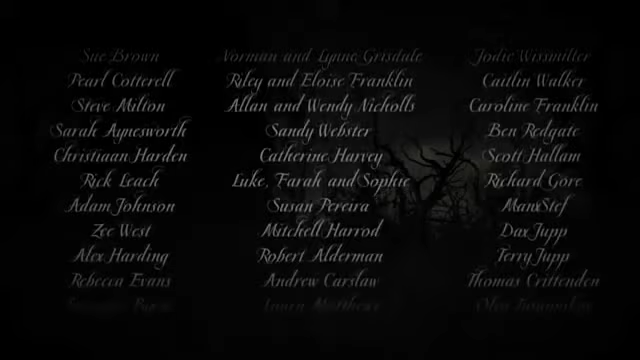 Sue Brown
Pearl Cotterell
Steve Milton
Sarah Aynesworth
Christiaan Harden
Rick Leach
Adam Johnson
Zee West
Alex Harding
Rebecca Evans
Norman and Lynne Grisdale
Riley and Eloise Franklin
Allan and Wendy Nicholls
Sandy Webster
Catherine Harvey
Luke, Farah and Sophie
Susan Pereira
Mitchell Harrod
Robert Alderman
Andrew Carslaw
Laura Matthews
Jodie Wissmiller
Caitlin Walker
Caroline Franklin
Ben Redgate
Scott Hallam
Richard Gore
ManxStef
Dax Jupp
Terry Jupp
Thomas Crittenden